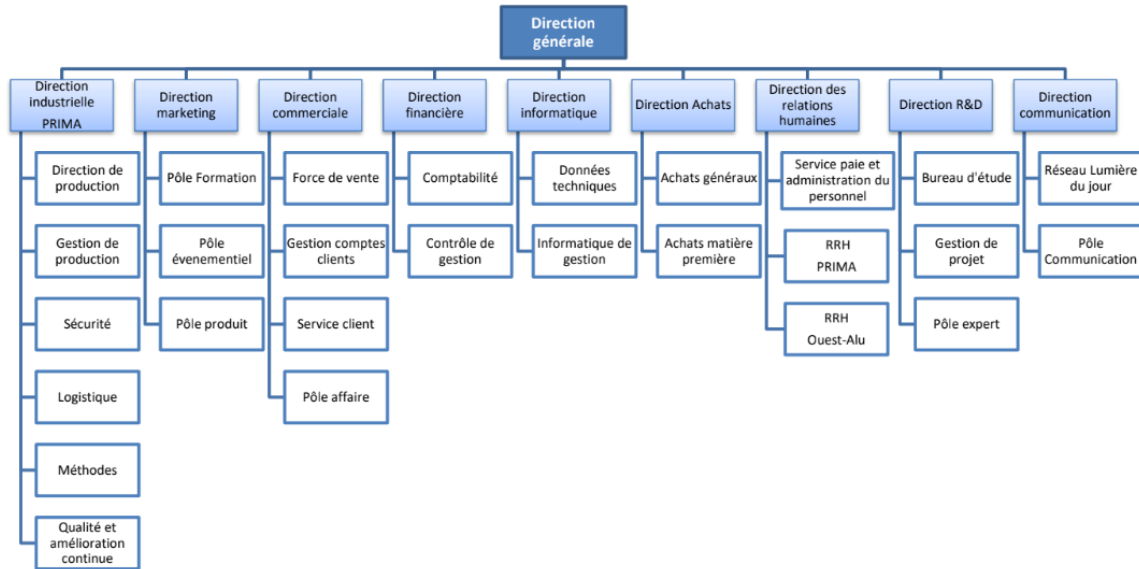 Direction
générale
Direction
industrielle
PRIMA
Direction
marketing
Direction
commerciale
Direction
financière
Direction
informatique
Direction Achats
Direction des
relations
humaines
Direction R&D
Direction
communication
Direction de
production
Gestion de
production
Sécurité
Logistique
Méthodes
Qualité et
amélioration
continue
Pôle Formation
Pôle
évenementiel
Pôle produit
Force de vente
Gestion comptes
clients
Service client
Pôle affaire
Comptabilité
Contrôle de
gestion
Données
techniques
Informatique de
gestion
Achats généraux
Achats matière
première
Service paie et
administration du
personnel
RRH
PRIMA
RRH
Ouest-Alu
Bureau d'étude
Gestion de
projet
Pôle expert
Réseau Lumière
du jour
Pôle
Communication